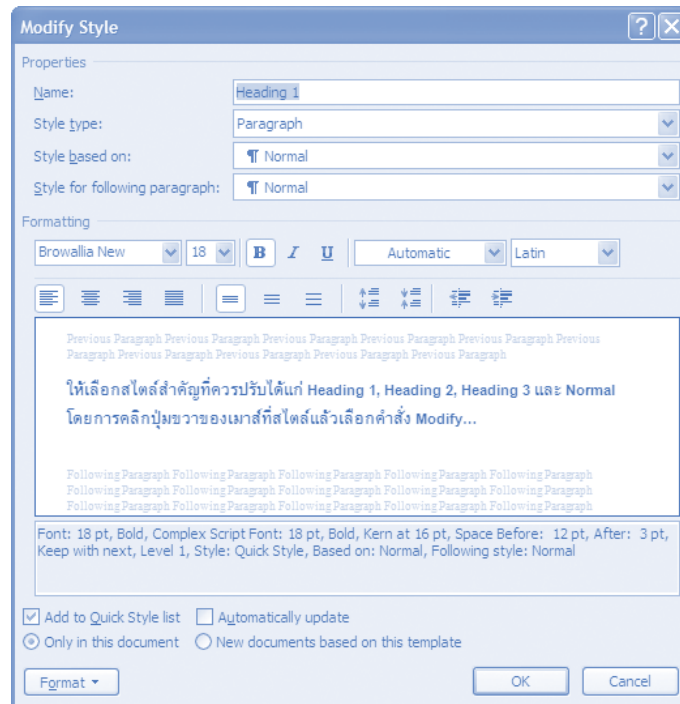 Modify Style
Properties
Name: Heading 1
Style type: Paragraph
Style based on: ¶ Normal
Style for following paragraph: ¶ Normal
Formatting
Browallia New 18 B I U Automatic Latin
Previous Paragraph Previous Paragraph Previous Paragraph Previous Paragraph Previous Paragraph Previous
Paragraph Previous Paragraph Previous Paragraph Previous Paragraph Previous Paragraph
ให้เลือกสไตล์สำคัญที่ควรปรับได้แก่ Heading 1, Heading 2, Heading 3 และ Normal
โดยการคลิกปุ่มขวาของเมาส์ที่สไตล์แล้วเลือกคำสั่ง Modify...
Following Paragraph Following Paragraph Following Paragraph Following Paragraph Following Paragraph
Following Paragraph Following Paragraph Following Paragraph Following Paragraph Following Paragraph
Following Paragraph Following Paragraph Following Paragraph Following Paragraph Following Paragraph
Font: 18 pt, Bold, Complex Script Font: 18 pt, Bold, Kern at 16 pt, Space Before: 12 pt, After: 3 pt,
Keep with next, Level 1, Style: Quick Style, Based on: Normal, Following style: Normal
Add to Quick Style list Automatically update
Only in this document New documents based on this template
Format OK Cancel